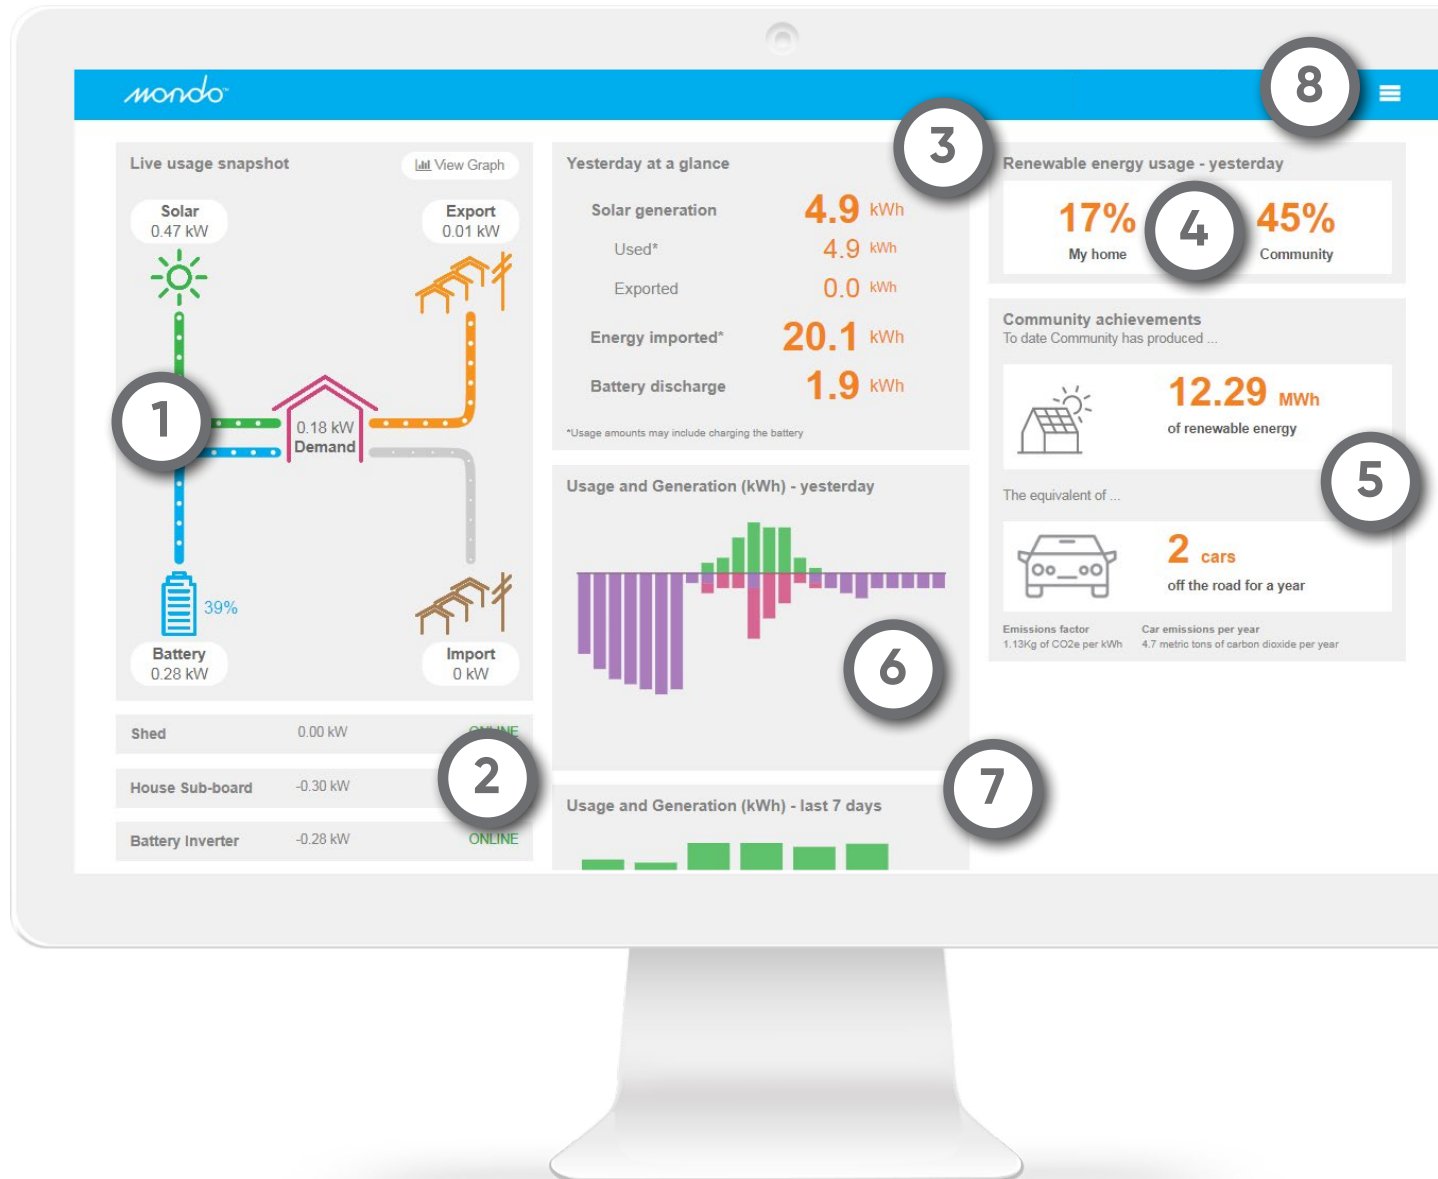 mondo™
8
Live usage snapshot
View Graph
Solar
0.47 kW
Export
0.01 kW
1
0.18 kW
Demand
39%
Battery
0.28 kW
Import
0 kW
Shed 0.00 kW ONLINE
House Sub-board -0.30 kW
2
Battery Inverter -0.28 kW ONLINE
3
Yesterday at a glance
Solar generation 4.9 kWh
Used* 4.9 kWh
Exported 0.0 kWh
Energy imported* 20.1 kWh
Battery discharge 1.9 kWh
*Usage amounts may include charging the battery
Usage and Generation (kWh) - yesterday
6
7
Usage and Generation (kWh) - last 7 days
Renewable energy usage - yesterday
17%
My home
4
45%
Community
Community achievements
To date Community has produced ...
12.29 MWh
of renewable energy
5
The equivalent of ...
2 cars
off the road for a year
Emissions factor
1.13Kg of CO2e per kWh
Car emissions per year
4.7 metric tons of carbon dioxide per year